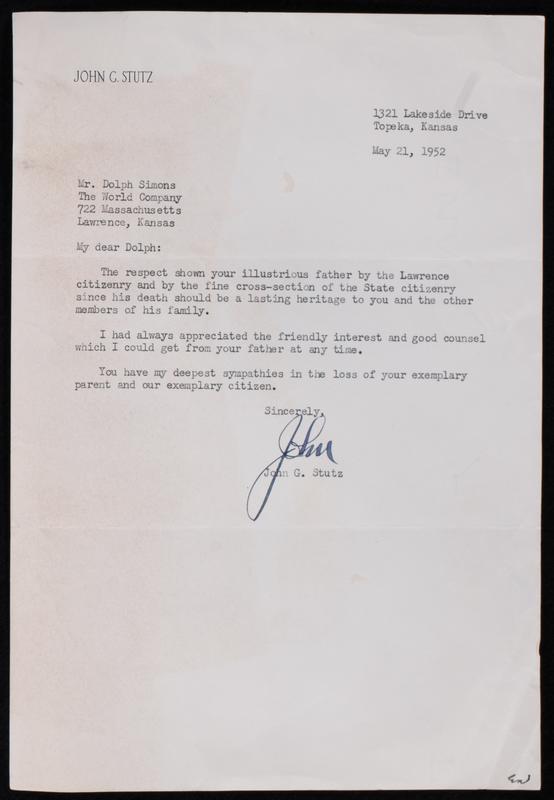 JOHN G. STUTZ
1321 Lakeside Drive
Topeka, Kansas
May 21, 1952
Mr. Dolph Simons
The World Company
722 Massachusetts
Lawrence, Kansas
My dear Dolph:
The respect shown your illustrious father by the Lawrence
citizenry and by the fine cross-section of the State citizenry
since his death should be a lasting heritage to you and the other
members of his family.
I had always appreciated the friendly interest and good counsel
which I could get from your father at any time.
You have my deepest sympathies in the loss of your exemplary
parent and our exemplary citizen.
Sincerely,
John
John G. Stutz